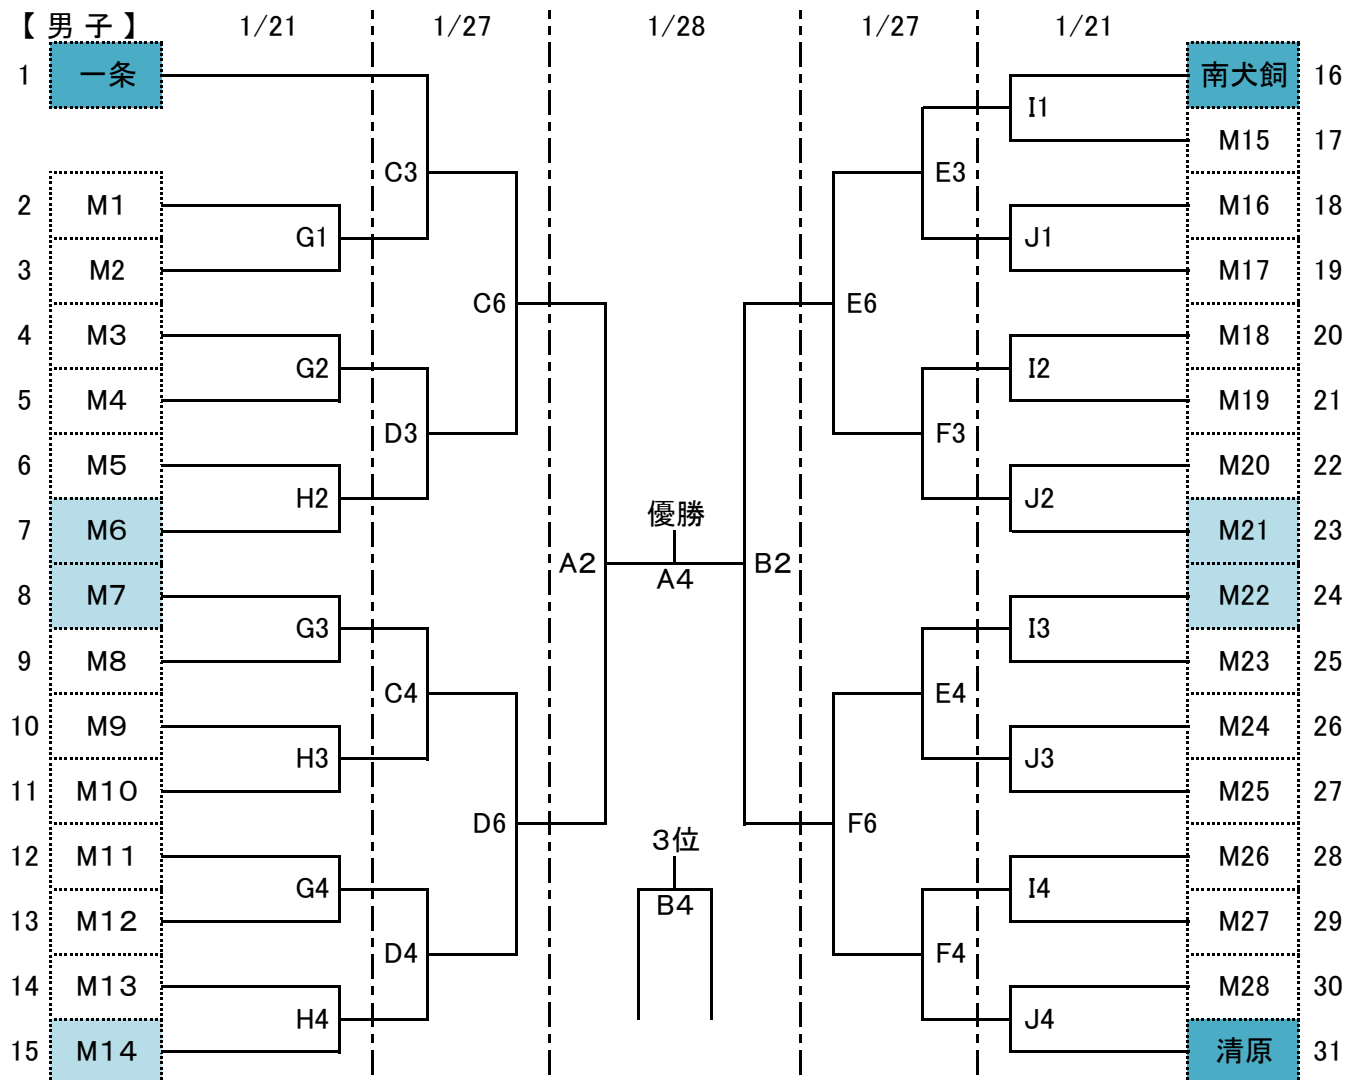 【 男 子 】 1/21 1/27 1/28 1/27 1/21
1 一条 南犬飼 16
I1
M15 17
C3 E3
2 M1 M16 18
G1 J1
3 M2 M17 19
C6 E6
4 M3 M18 20
G2 I2
5 M4 M19 21
D3 F3
6 M5 M20 22
H2 J2
優勝
7 M6 M21 23
A2 A4 B2
8 M7 M22 24
G3 I3
9 M8 M23 25
C4 E4
10 M9 M24 26
H3 J3
11 M10 M25 27
D6 F6
3位
12 M11 M26 28
G4 I4
B4
13 M12 M27 29
D4 F4
14 M13 M28 30
H4 J4
15 M14 清原 31